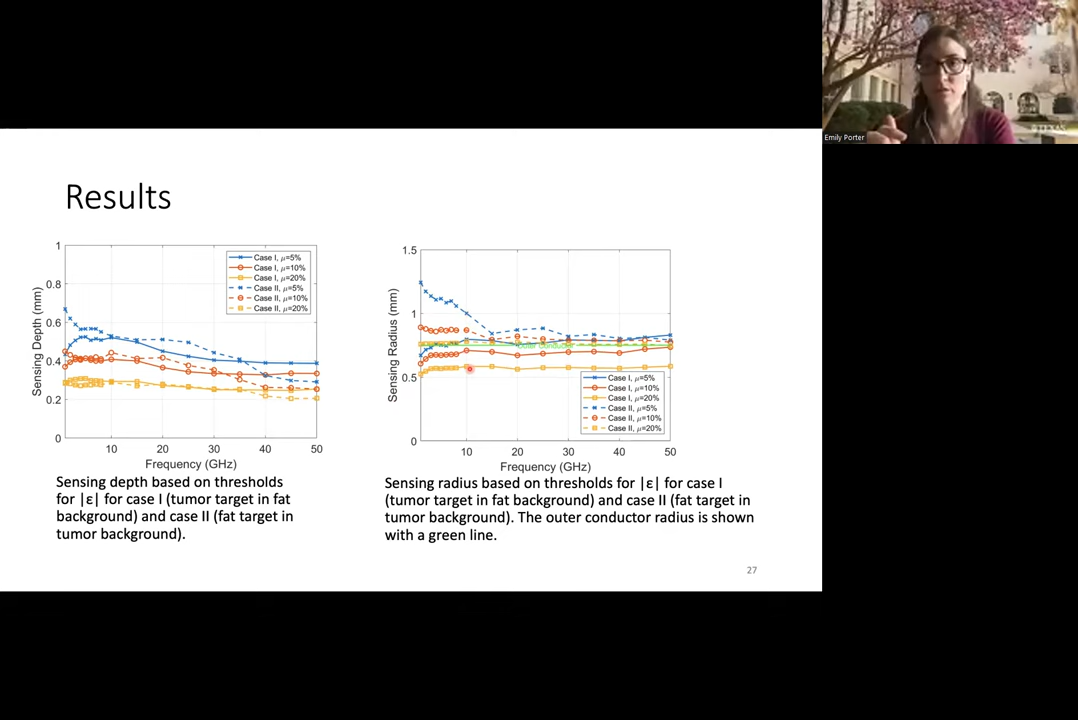 Emily Porter
Results
1
0.8
0.6
0.4
0.2
0
Sensing Depth (mm)
10 20 30 40 50
Frequency (GHz)
Case I, μ=5%
Case I, μ=10%
Case I, μ=20%
Case II, μ=5%
Case II, μ=10%
Case II, μ=20%
Sensing depth based on thresholds
for |ε| for case I (tumor target in fat
background) and case II (fat target in
tumor background).
1.5
1
0.5
0
Sensing Radius (mm)
10 20 30 40 50
Frequency (GHz)
Outer Conductor
Case I, μ=5%
Case I, μ=10%
Case I, μ=20%
Case II, μ=5%
Case II, μ=10%
Case II, μ=20%
Sensing radius based on thresholds for |ε| for case I
(tumor target in fat background) and case II (fat target in
tumor background). The outer conductor radius is shown
with a green line.
27